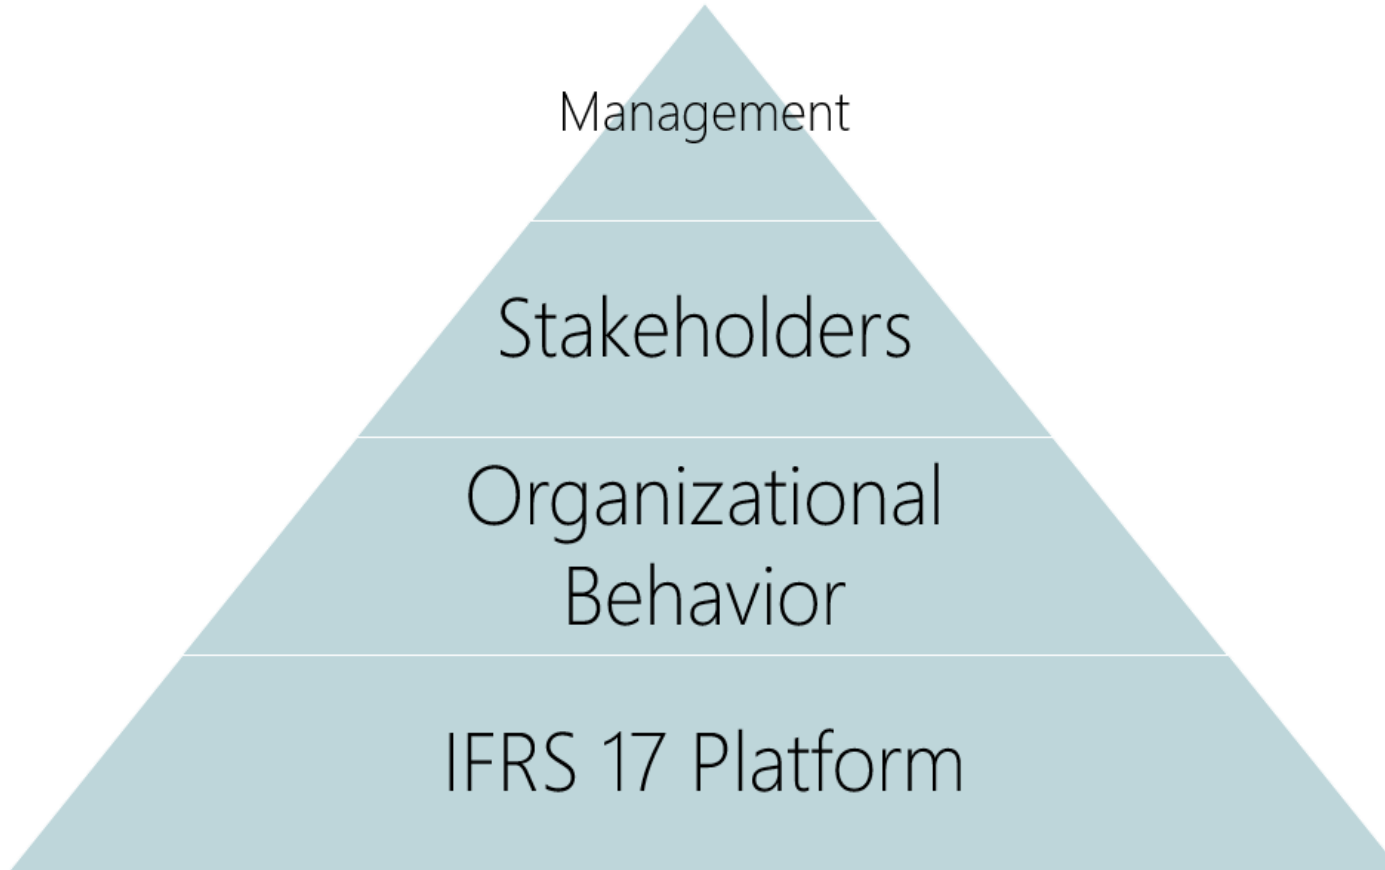 Management
Stakeholders
Organizational
Behavior
IFRS 17 Platform